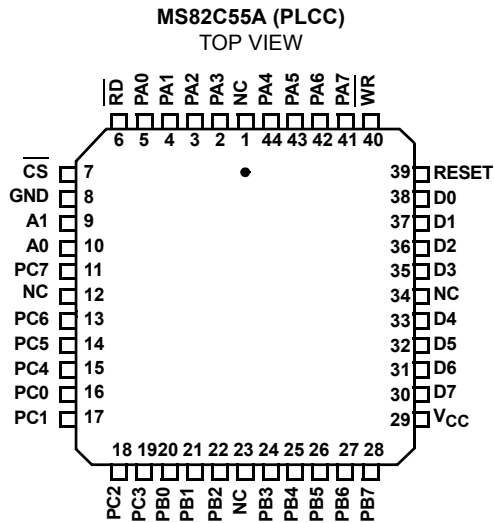 MS82C55A (PLCC)
TOP VIEW
RD PA0 PA1 PA2 PA3 NC PA4 PA5 PA6 PA7 WR
6 5 4 3 2 1 44 43 42 41 40
CS 7 39 RESET
GND 8 38 D0
A1 9 37 D1
A0 10 36 D2
PC7 11 35 D3
NC 12 34 NC
PC6 13 33 D4
PC5 14 32 D5
PC4 15 31 D6
PC0 16 30 D7
PC1 17 29 VCC
18 19 20 21 22 23 24 25 26 27 28
PC2 PC3 PB0 PB1 PB2 NC PB3 PB4 PB5 PB6 PB7